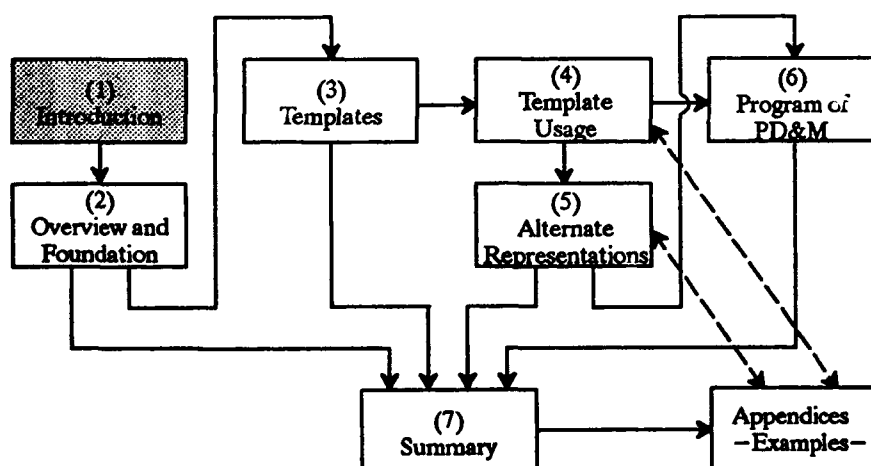 (1)
Introduction
(2)
Overview and
Foundation
(3)
Templates
(4)
Template
Usage
(5)
Alternate
Representations
(6)
Program of
PD&M
(7)
Summary
Appendices
–Examples–